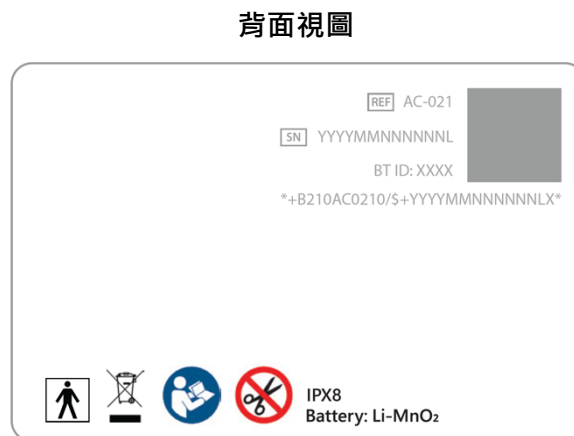 背面視圖
REF AC-021
SN YYYYMMNNNNNNL
BT ID: XXXX
*+B210AC0210/$+YYYYMMNNNNNNLX*
IPX8
Battery: Li-MnO₂